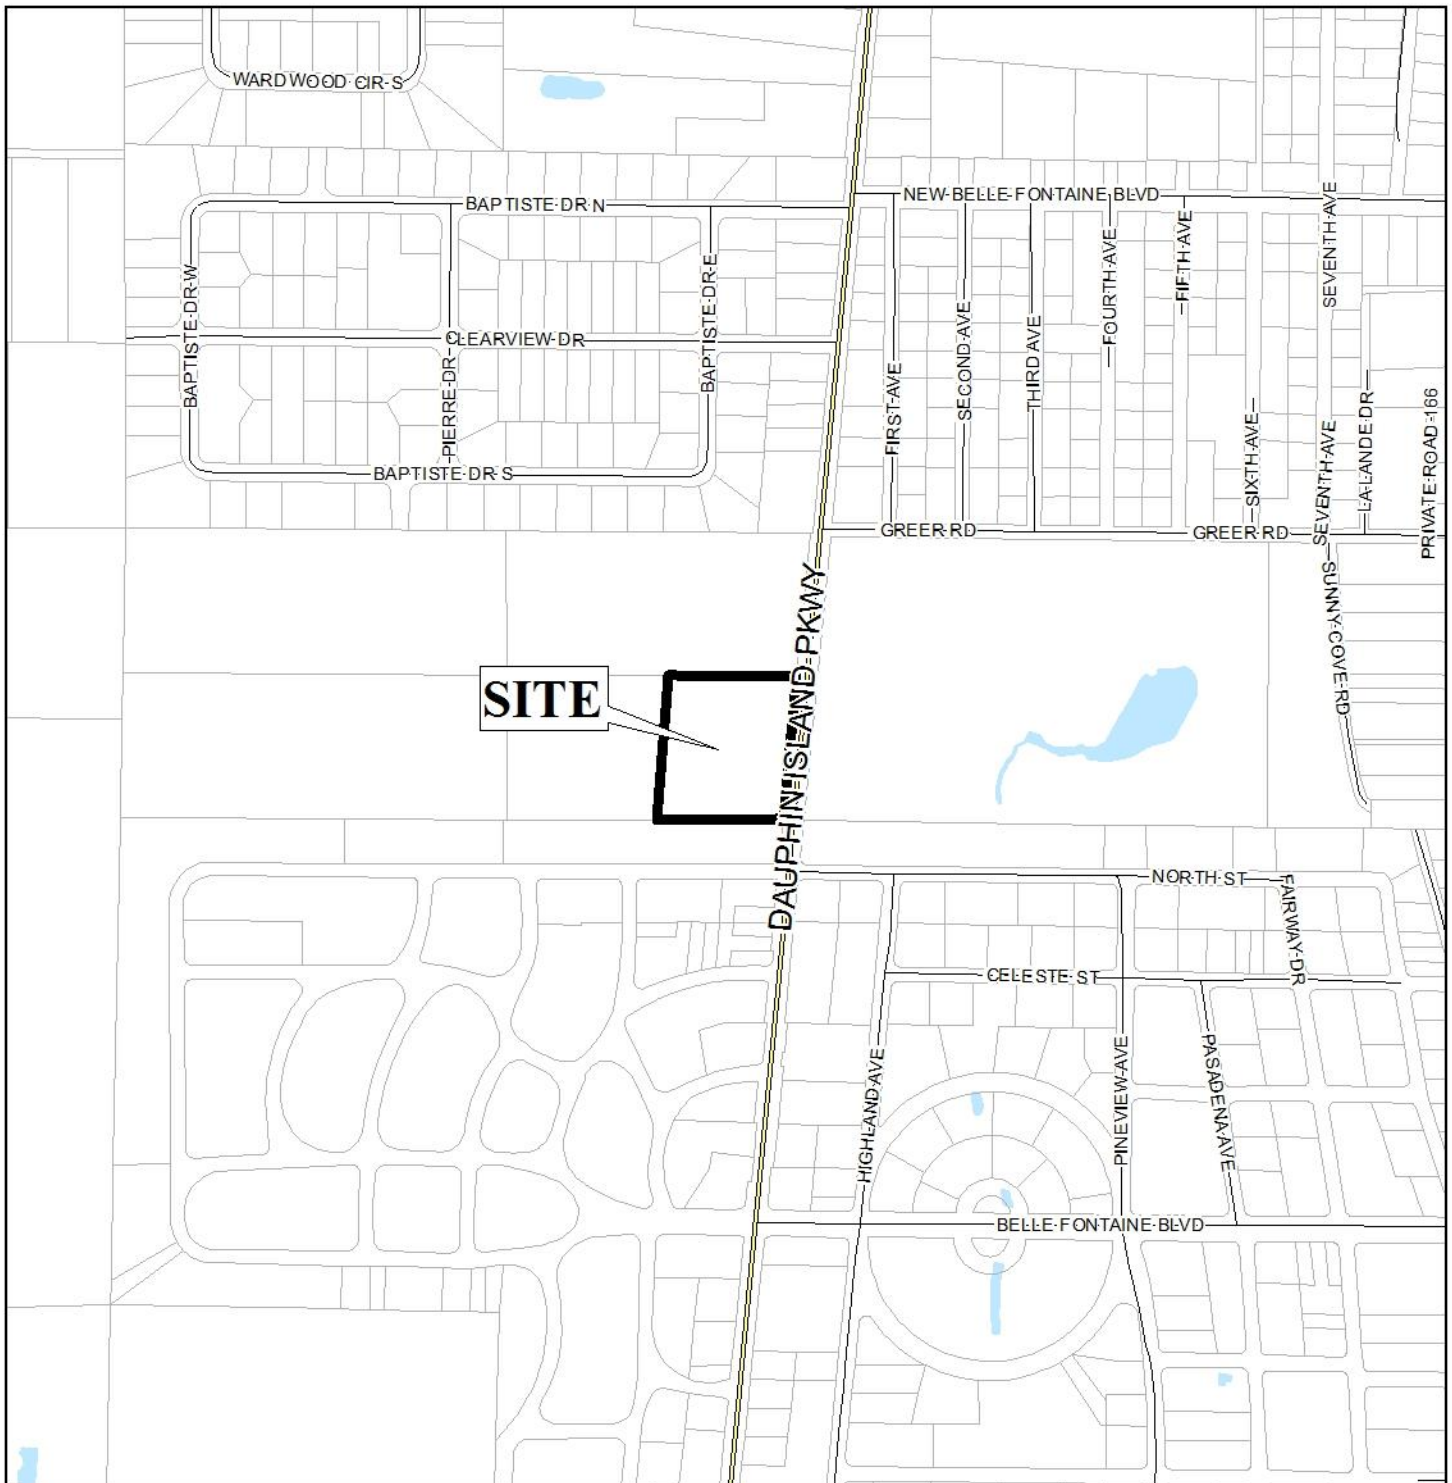 WARDWOOD CIR S
BAPTISTE DR N
NEW BELLE FONTAINE BLVD
SEVENTH AVE
FIFTH AVE
FOURTH AVE
BAPTISTE DR W
BAPTISTE DR E
CLEARVIEW DR
PIERRE DR
BAPTISTE DR S
FIRST AVE
SECOND AVE
THIRD AVE
SIXTH AVE
SEVENTH AVE
LA LANDE DR
PRIVATE ROAD 166
GREER RD
GREER RD
SUNNY COVE RD
DAUPHIN ISLAND PKWY
SITE
NORTH ST
FAIRWAY DR
CELESTE ST
HIGHLAND AVE
PINEVIEW AVE
PASADENA AVE
BELLE FONTAINE BLVD